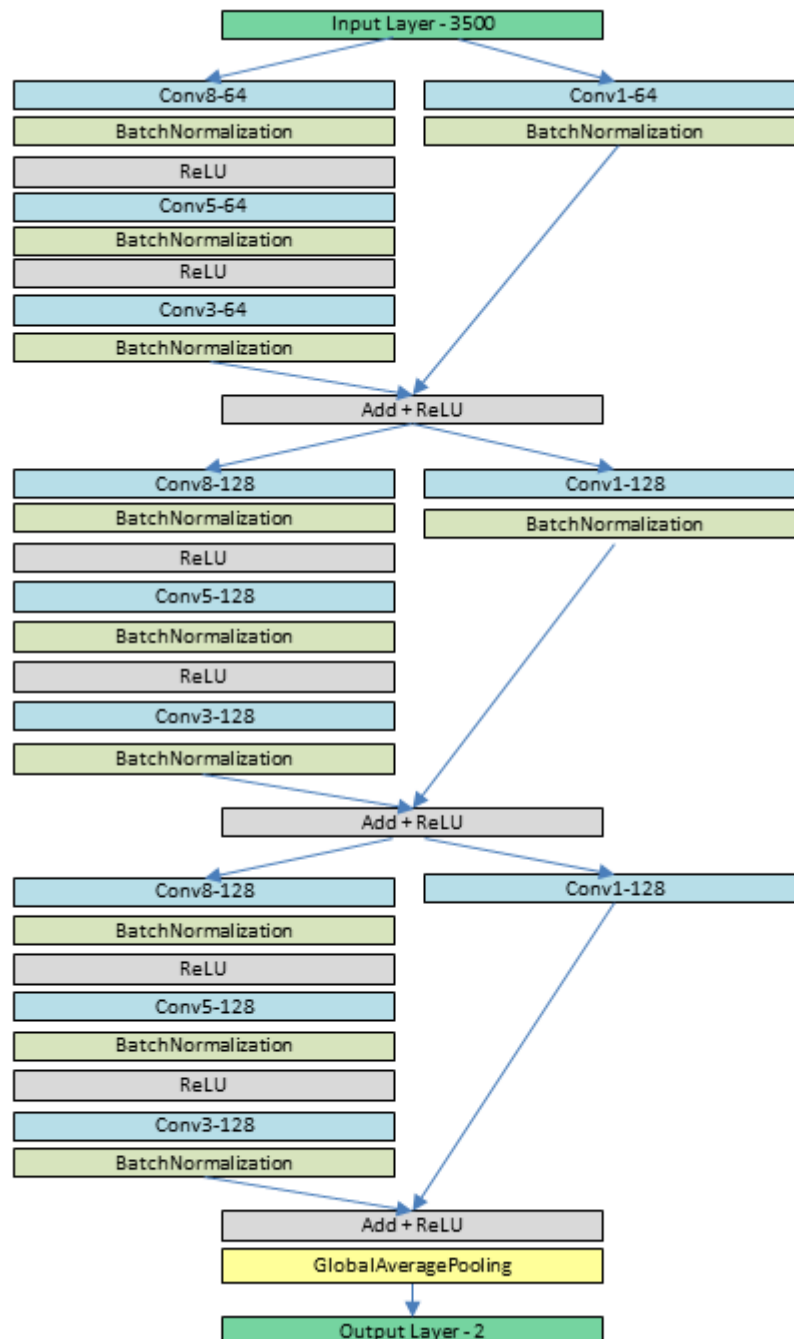 Input Layer - 3500
Conv8-64
Conv1-64
BatchNormalization
BatchNormalization
ReLU
Conv5-64
BatchNormalization
ReLU
Conv3-64
BatchNormalization
Add + ReLU
Conv8-128
Conv1-128
BatchNormalization
BatchNormalization
ReLU
Conv5-128
BatchNormalization
ReLU
Conv3-128
BatchNormalization
Add + ReLU
Conv8-128
Conv1-128
BatchNormalization
ReLU
Conv5-128
BatchNormalization
ReLU
Conv3-128
BatchNormalization
Add + ReLU
GlobalAveragePooling
Output Layer - 2